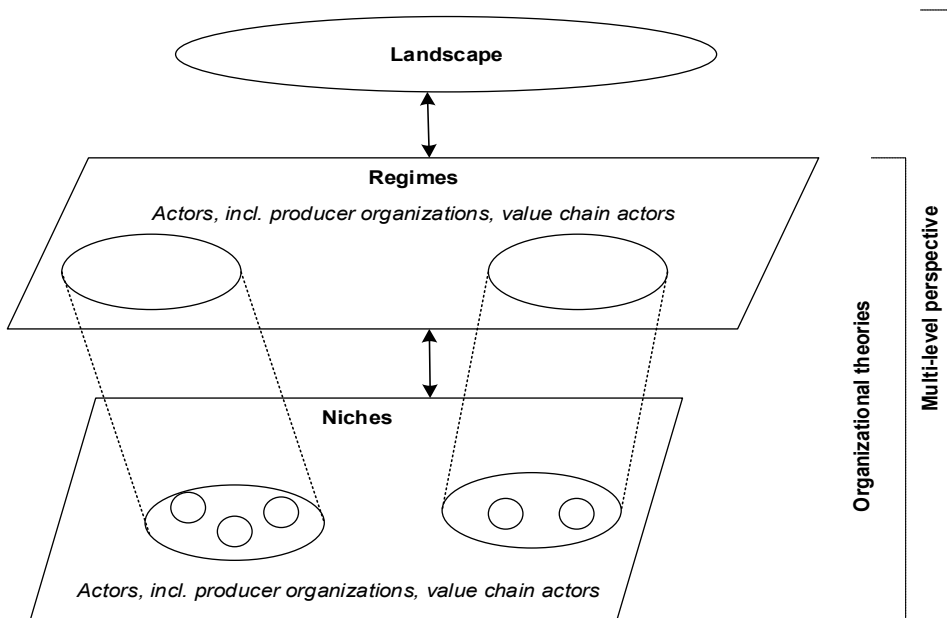 Landscape
Regimes
Actors, incl. producer organizations, value chain actors
Niches
Actors, incl. producer organizations, value chain actors
Organizational theories
Multi-level perspective